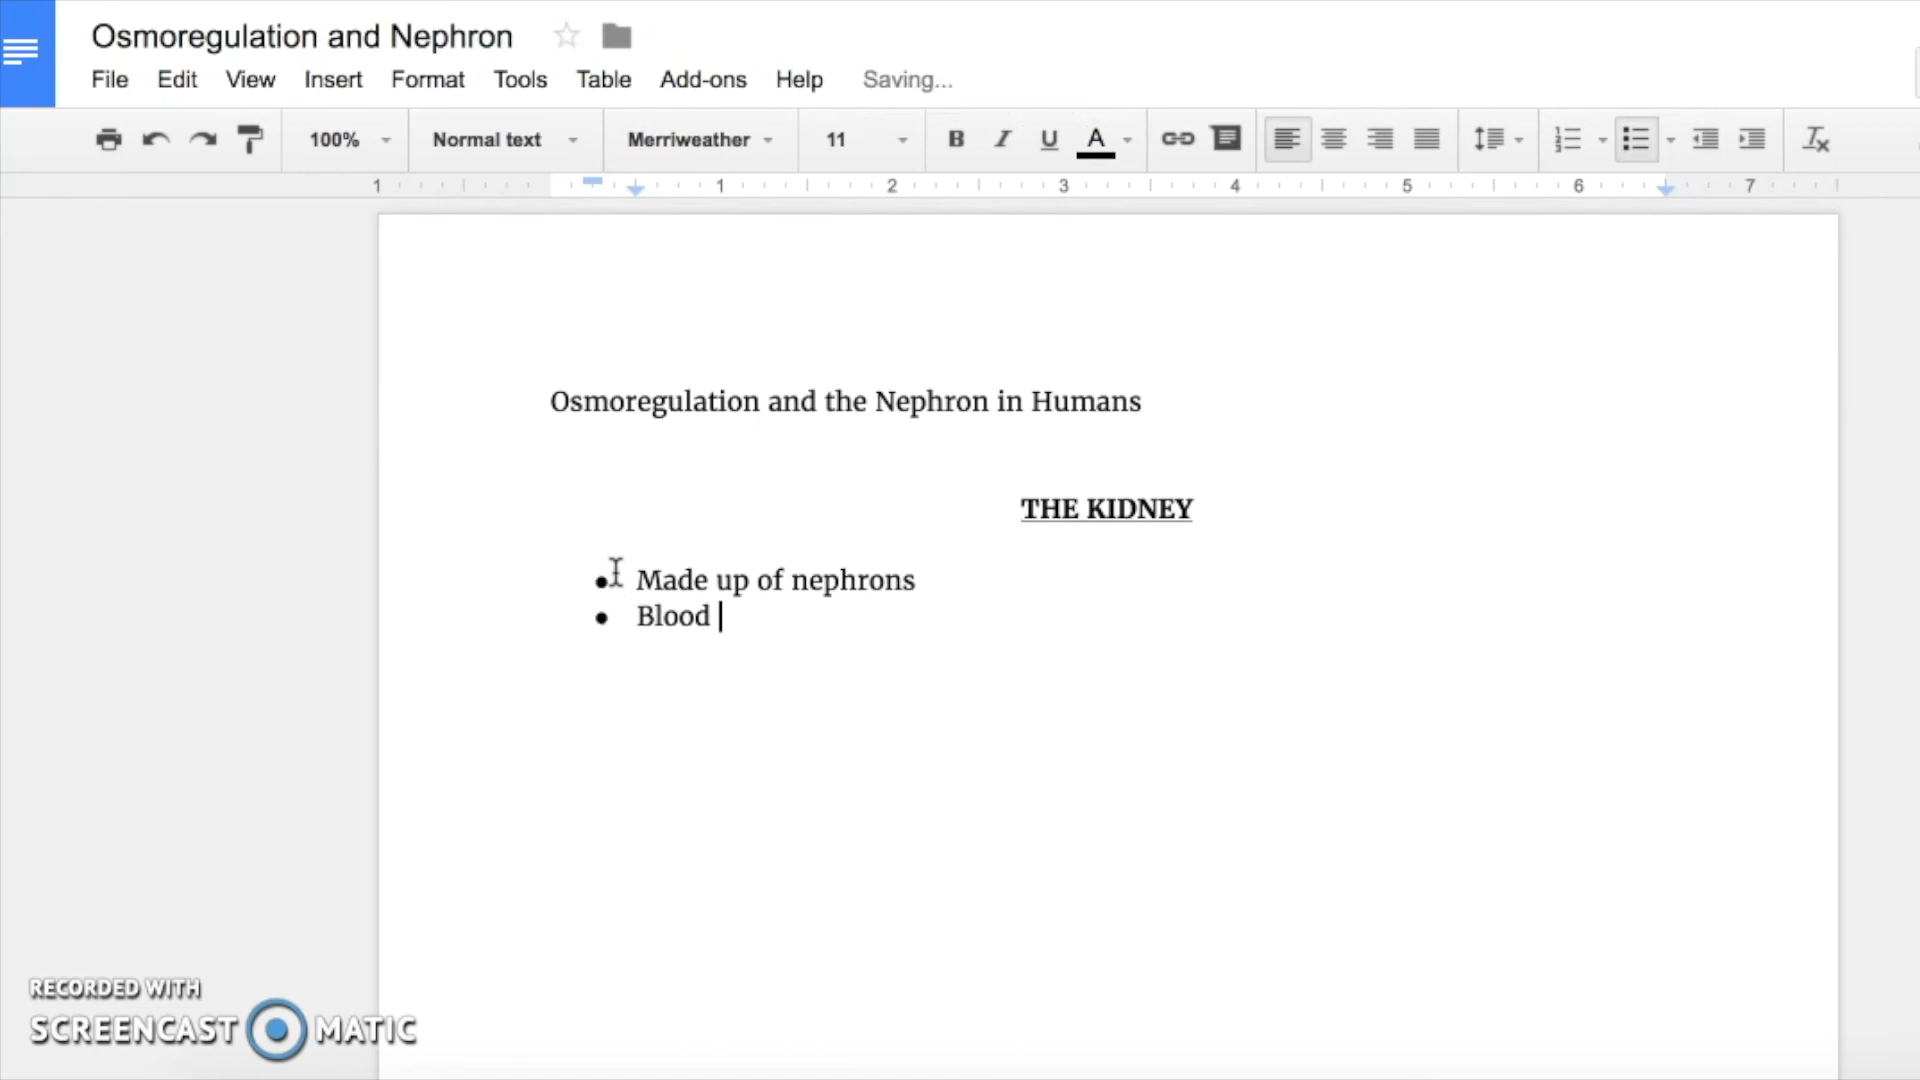 Osmoregulation and Nephron
File Edit View Insert Format Tools Table Add-ons Help Saving...
100% Normal text Merriweather 11 B I U A
1 1 2 3 4 5 6 7
Osmoregulation and the Nephron in Humans
THE KIDNEY
● Made up of nephrons
● Blood
RECORDED WITH
SCREENCAST MATIC